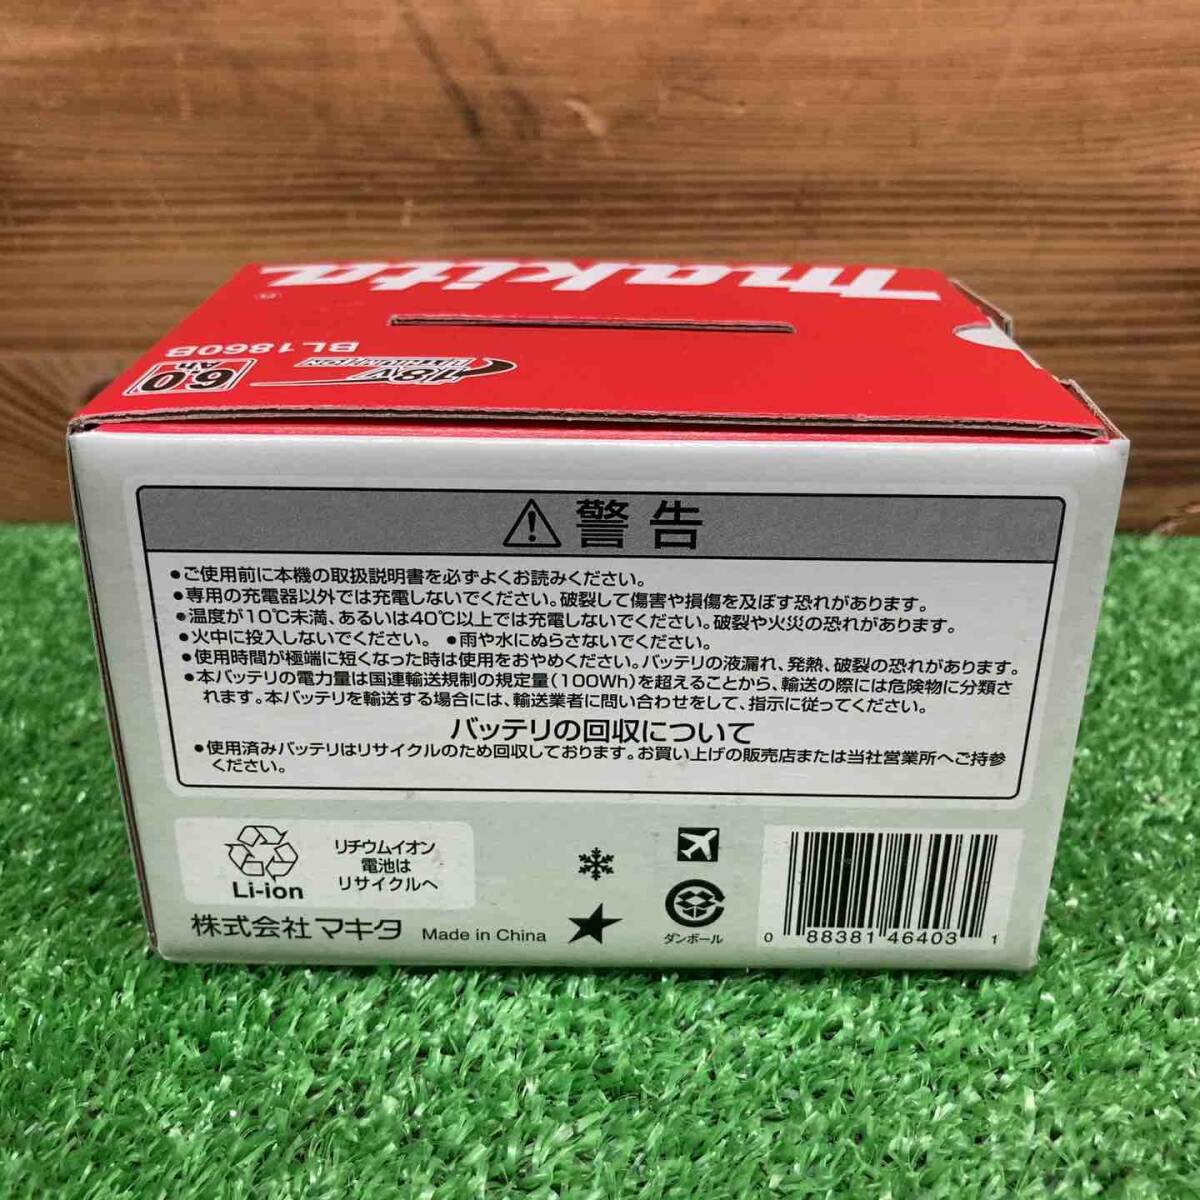 makita
BL1860B
18V
LITHIUM-ION
6.0
Ah
警告
●ご使用前に本機の取扱説明書を必ずよくお読みください。
●専用の充電器以外では充電しないでください。破裂して傷害や損傷を及ぼす恐れがあります。
●温度が10℃未満、あるいは40℃以上では充電しないでください。破裂や火災の恐れがあります。
●火中に投入しないでください。 ●雨や水にぬらさないでください。
●使用時間が極端に短くなった時は使用をおやめください。バッテリの液漏れ、発熱、破裂の恐れがあります。
●本バッテリの電力量は国連輸送規制の規定量(100Wh)を超えることから、輸送の際には危険物に分類さ
れます。本バッテリを輸送する場合には、輸送業者に問い合わせをして、指示に従ってください。
バッテリの回収について
●使用済みバッテリはリサイクルのため回収しております。お買い上げの販売店または当社営業所へご持参
ください。
Li-ion
リチウムイオン
電池は
リサイクルへ
株式会社 マキタ
Made in China
ダンボール
0 88381 46403 1